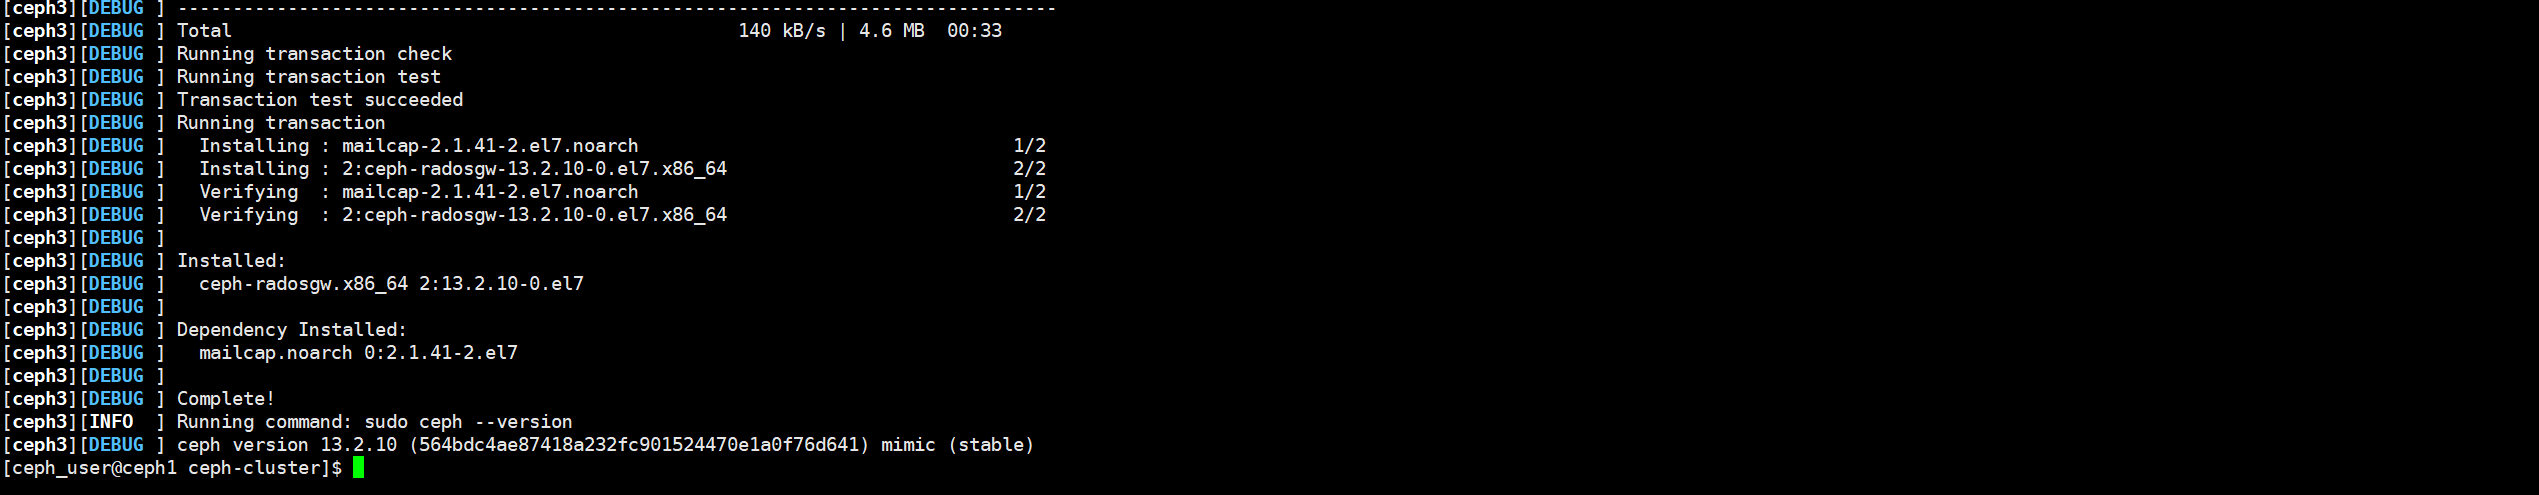 [ceph3][DEBUG ] --------------------------------------------------------------------------------
[ceph3][DEBUG ] Total                                              140 kB/s | 4.6 MB  00:33
[ceph3][DEBUG ] Running transaction check
[ceph3][DEBUG ] Running transaction test
[ceph3][DEBUG ] Transaction test succeeded
[ceph3][DEBUG ] Running transaction
[ceph3][DEBUG ]   Installing : mailcap-2.1.41-2.el7.noarch                                  1/2
[ceph3][DEBUG ]   Installing : 2:ceph-radosgw-13.2.10-0.el7.x86_64                          2/2
[ceph3][DEBUG ]   Verifying  : mailcap-2.1.41-2.el7.noarch                                  1/2
[ceph3][DEBUG ]   Verifying  : 2:ceph-radosgw-13.2.10-0.el7.x86_64                          2/2
[ceph3][DEBUG ]
[ceph3][DEBUG ] Installed:
[ceph3][DEBUG ]   ceph-radosgw.x86_64 2:13.2.10-0.el7
[ceph3][DEBUG ]
[ceph3][DEBUG ] Dependency Installed:
[ceph3][DEBUG ]   mailcap.noarch 0:2.1.41-2.el7
[ceph3][DEBUG ]
[ceph3][DEBUG ] Complete!
[ceph3][INFO  ] Running command: sudo ceph --version
[ceph3][DEBUG ] ceph version 13.2.10 (564bdc4ae87418a232fc901524470e1a0f76d641) mimic (stable)
[ceph_user@ceph1 ceph-cluster]$